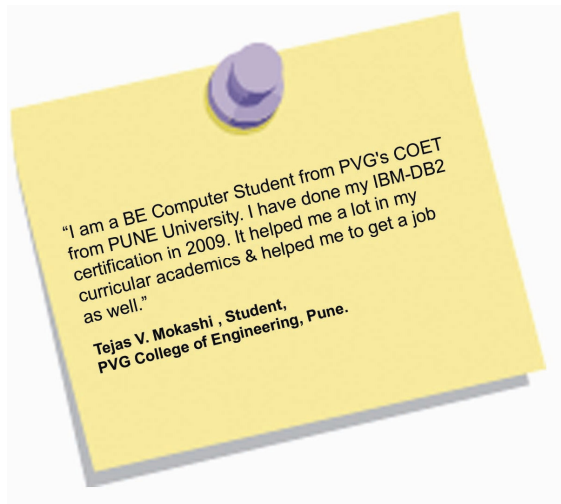 “I am a BE Computer Student from PVG's COET
from PUNE University. I have done my IBM-DB2
certification in 2009. It helped me a lot in my
curricular academics & helped me to get a job
as well.”
Tejas V. Mokashi , Student,
PVG College of Engineering, Pune.